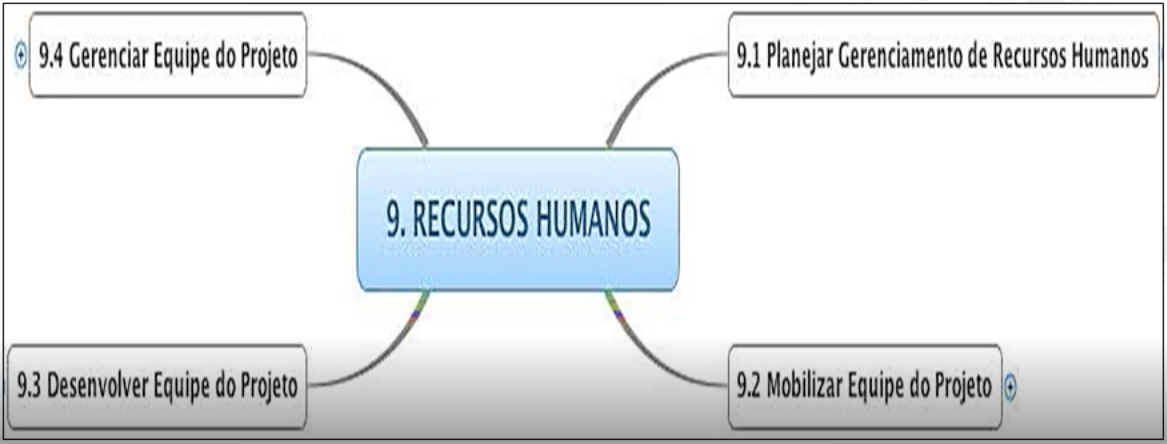 9.4 Gerenciar Equipe do Projeto
9.1 Planejar Gerenciamento de Recursos Humanos
9. RECURSOS HUMANOS
9.3 Desenvolver Equipe do Projeto
9.2 Mobilizar Equipe do Projeto